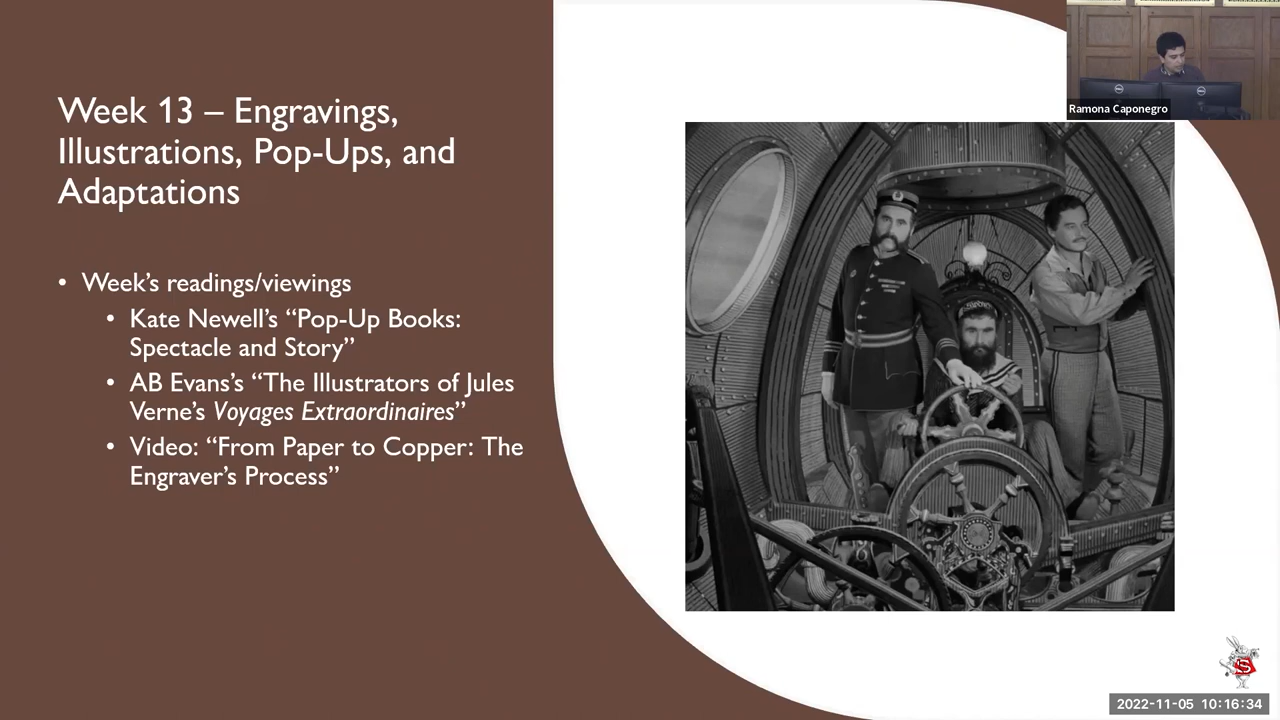 Week 13 – Engravings,
Illustrations, Pop-Ups, and
Adaptations
• Week’s readings/viewings
• Kate Newell’s “Pop-Up Books:
Spectacle and Story”
• AB Evans’s “The Illustrators of Jules
Verne’s Voyages Extraordinaires”
• Video: “From Paper to Copper: The
Engraver’s Process”
Ramona Caponegro
S
2022-11-05 10:16:34